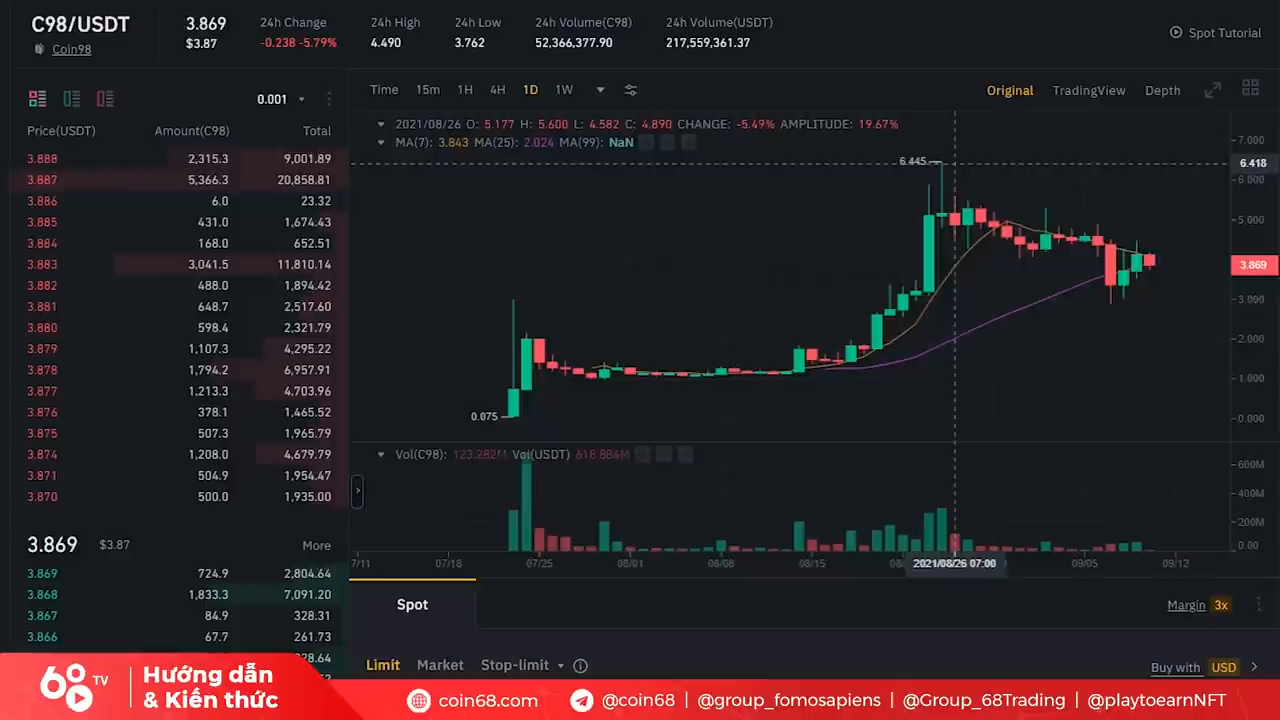 C98/USDT
Coin98
3.869
$3.87
24h Change
-0.238 -5.79%
24h High
4.490
24h Low
3.762
24h Volume(C98)
52,366,377.90
24h Volume(USDT)
217,559,361.37
Spot Tutorial
0.001
Price(USDT) Amount(C98) Total
3.888 2,315.3 9,001.89
3.887 5,366.3 20,858.81
3.886 6.0 23.32
3.885 431.0 1,674.43
3.884 168.0 652.51
3.883 3,041.5 11,810.14
3.882 488.0 1,894.42
3.881 648.7 2,517.60
3.880 598.4 2,321.79
3.879 1,107.3 4,295.22
3.878 1,794.2 6,957.91
3.877 1,213.3 4,703.96
3.876 378.1 1,465.52
3.875 507.3 1,965.79
3.874 1,208.0 4,679.79
3.871 504.9 1,954.47
3.870 500.0 1,935.00
3.869 $3.87 More
3.869 724.9 2,804.64
3.868 1,833.3 7,091.20
3.867 84.9 328.31
3.866 67.7 261.73
28.64
Time 15m 1H 4H 1D 1W
Original TradingView Depth
2021/08/26 O: 5.177 H: 5.600 L: 4.582 C: 4.890 CHANGE: -5.49% AMPLITUDE: 19.67%
MA(7): 3.843 MA(25): 2.024 MA(99): NaN
6.445
0.075
7.000
6.418
6.000
5.000
3.869
3.000
2.000
1.000
0.000
Vol(C98): 123.282M Vol(USDT) 618.884M
600M
400M
200M
0.00
7/11 07/18 07/25 08/01 08/08 08/15 2021/08/26 07:00 09/05 09/12
Spot
Margin 3x
Limit Market Stop-limit
Buy with USD
68 TV
Hướng dẫn
& Kiến thức
coin68.com @coin68 | @group_fomosapiens | @Group_68Trading | @playtoearnNFT